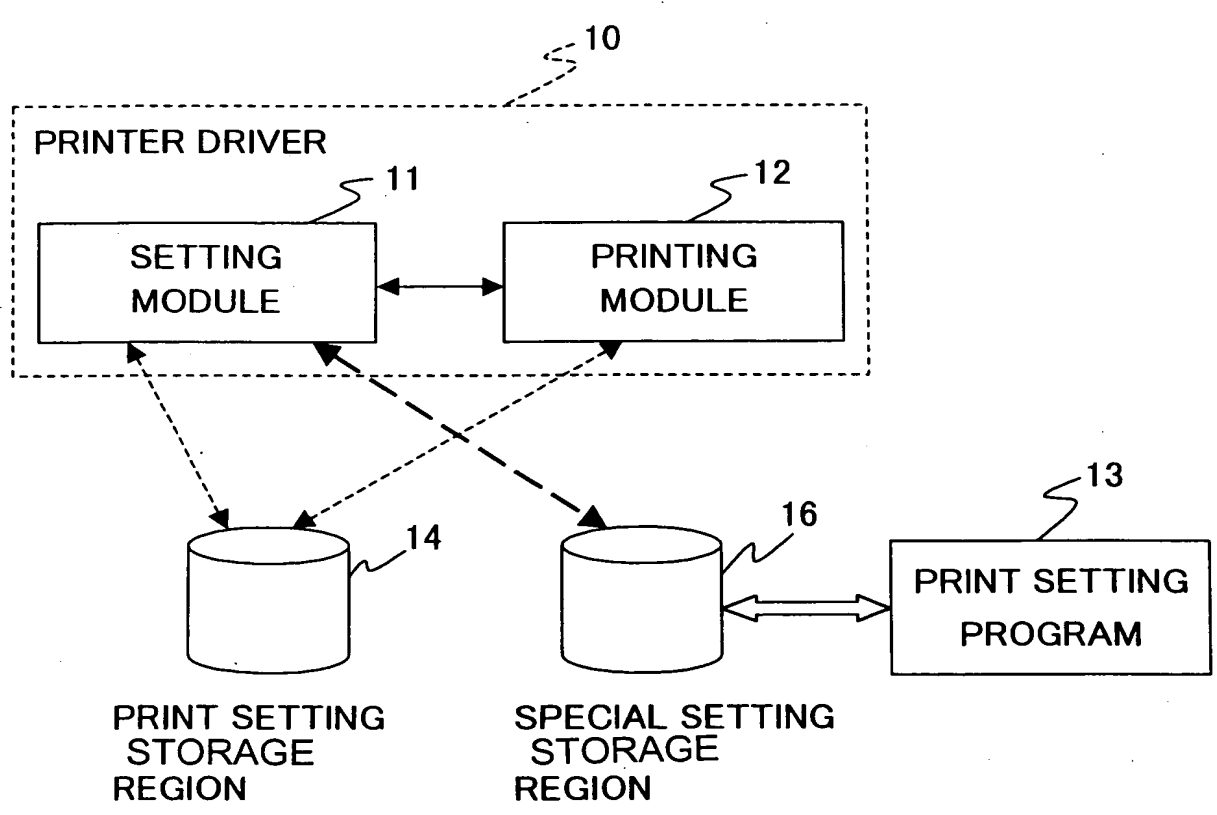 10
PRINTER DRIVER
11
12
SETTING
MODULE
PRINTING
MODULE
14
16
13
PRINT SETTING
PROGRAM
PRINT SETTING
STORAGE
REGION
SPECIAL SETTING
STORAGE
REGION